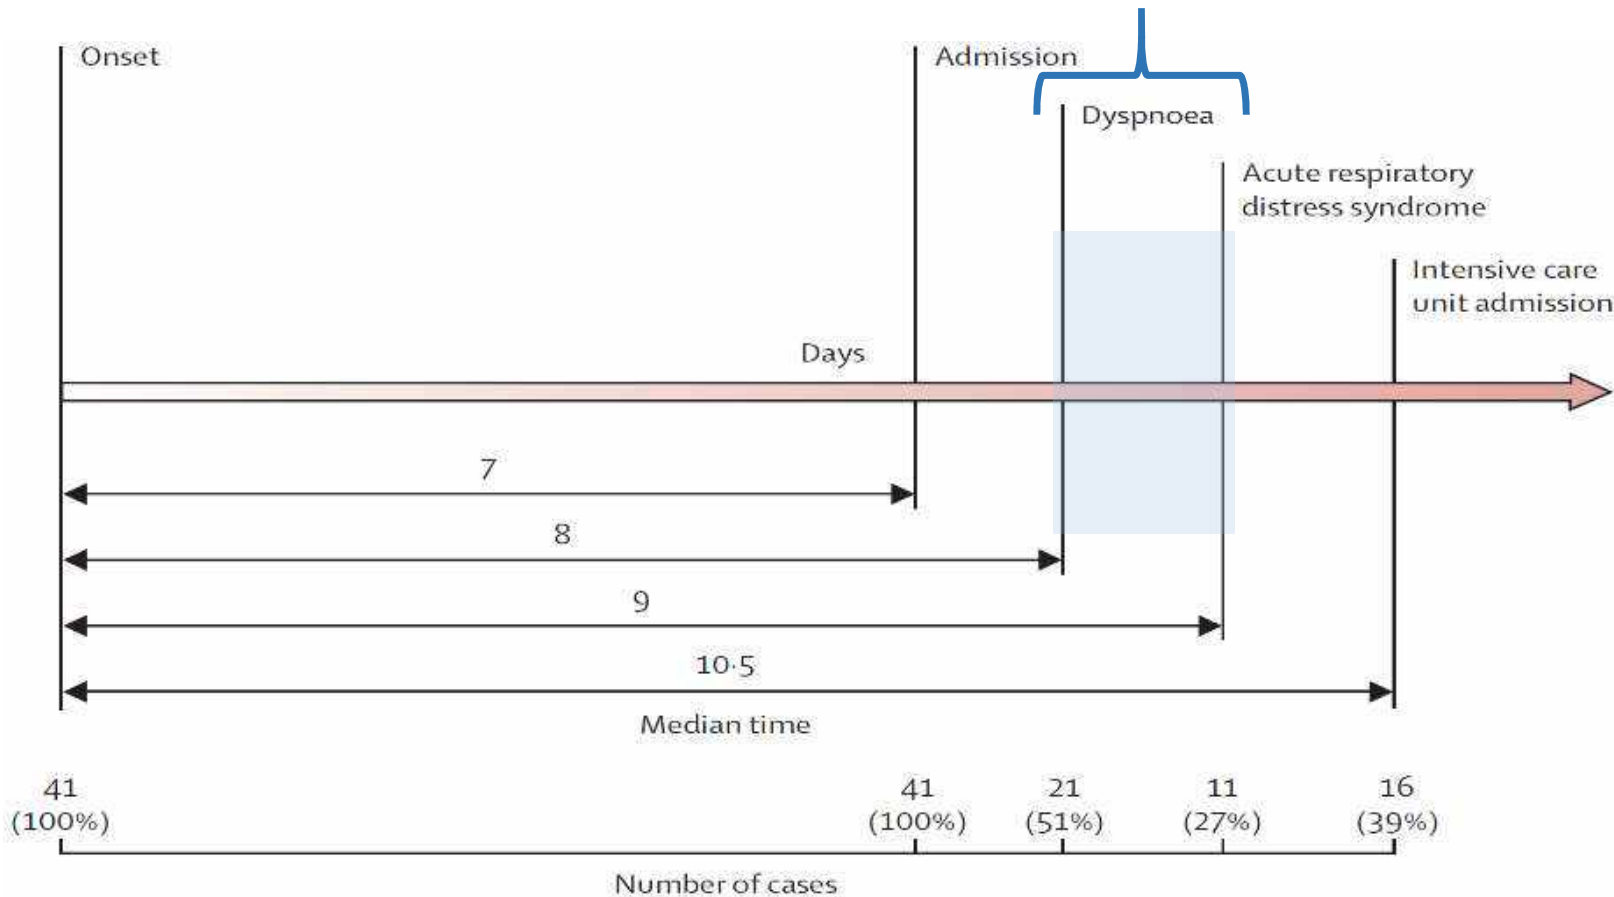 Onset
Admission
Dyspnoea
Acute respiratory
distress syndrome
Intensive care
unit admission
Days
7
8
9
10·5
Median time
41 41 21 11 16
(100%) (100%) (51%) (27%) (39%)
Number of cases